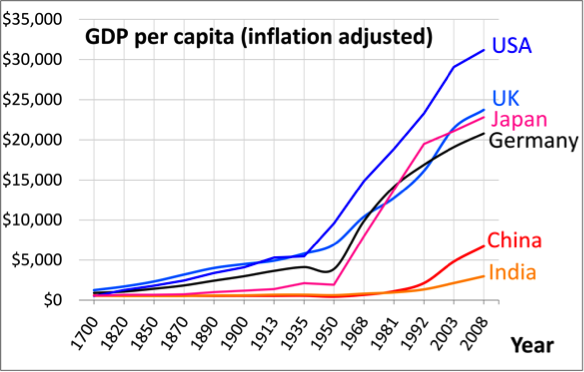 $35,000
GDP per capita (inflation adjusted)
USA
$30,000
$25,000
UK
Japan
$20,000
Germany
$15,000
$10,000
China
$5,000
India
$0
1700 1820 1850 1870 1890 1900 1913 1935 1950 1968 1981 1992 2003 2008
Year